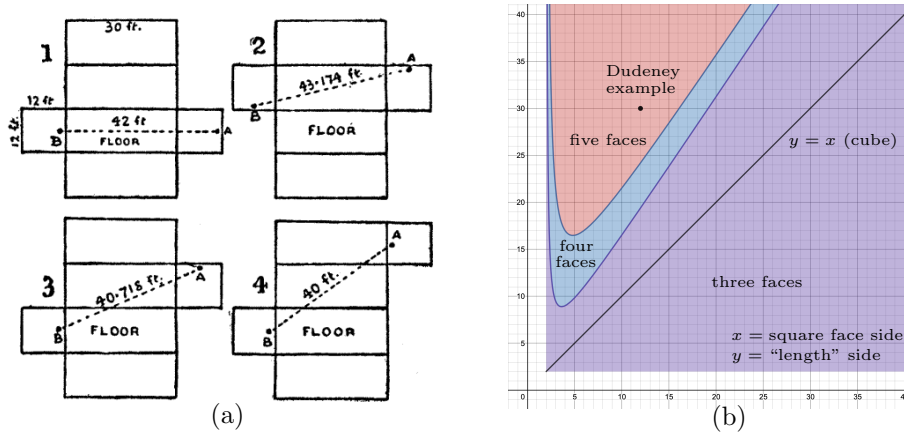 1
30 ft.
12 ft
12 ft.
42 ft
B
A
FLOOR
2
A
43·174 ft.
B
FLOOR
3
A
40·718 ft.
B
FLOOR
4
A
40 ft.
B
FLOOR
(a)
40
35
30
25
20
15
10
5
0
5
10
15
20
25
30
35
40
Dudeney
example
five faces
y = x (cube)
four
faces
three faces
x = square face side
y = “length” side
(b)